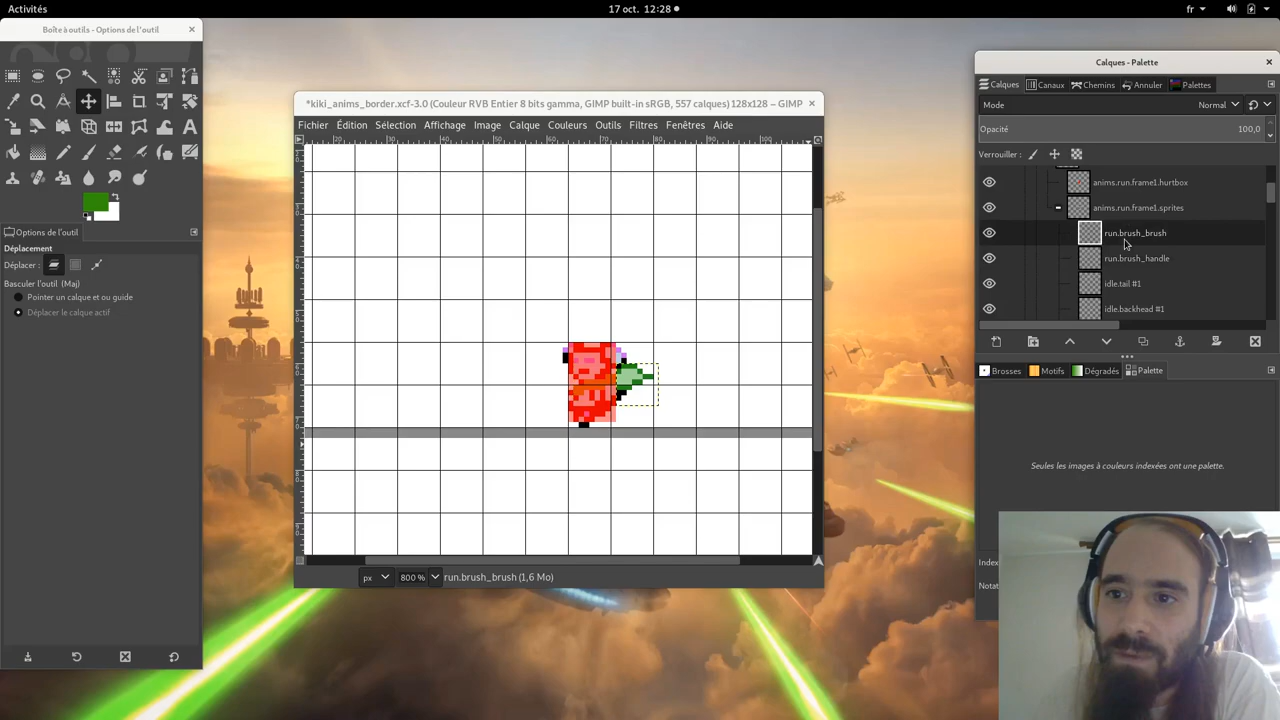 Activités
17 oct. 12:28
fr
Boîte à outils - Options de l'outil
Options de l'outil
Déplacement
Déplacer :
Basculer l'outil (Maj)
Pointer un calque et ou guide
Déplacer le calque actif
*kiki_anims_border.xcf-3.0 (Couleur RVB Entier 8 bits gamma, GIMP built-in sRGB, 557 calques) 128x128 – GIMP
Fichier Édition Sélection Affichage Image Calque Couleurs Outils Filtres Fenêtres Aide
px 800 % run.brush_brush (1,6 Mo)
Calques - Palette
Calques Canaux Chemins Annuler Palettes
Mode Normal
Opacité 100,0
Verrouiller :
anims.run.frame1.hurtbox
anims.run.frame1.sprites
run.brush_brush
run.brush_handle
idle.tail #1
idle.backhead #1
Brosses Motifs Dégradés Palette
Seules les images à couleurs indexées ont une palette.